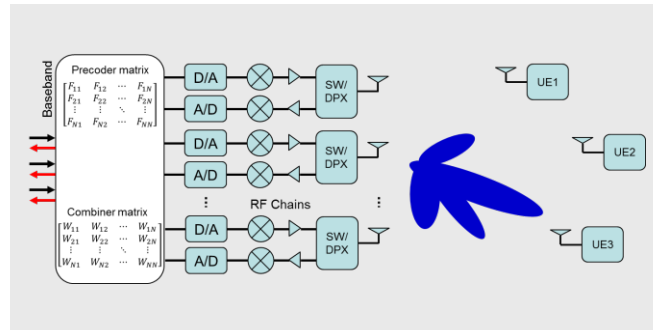 Baseband
Precoder matrix
F11 F12 ⋯ F1N
F21 F22 ⋯ F2N
⋮ ⋮ ⋱ ⋮
FN1 FN2 ⋯ FNN
Combiner matrix
W11 W12 ⋯ W1N
W21 W22 ⋯ W2N
⋮ ⋮ ⋱ ⋮
WN1 WN2 ⋯ WNN
D/A
A/D
SW/
DPX
D/A
A/D
SW/
DPX
⋮ RF Chains ⋮
D/A
A/D
SW/
DPX
UE1
UE2
UE3